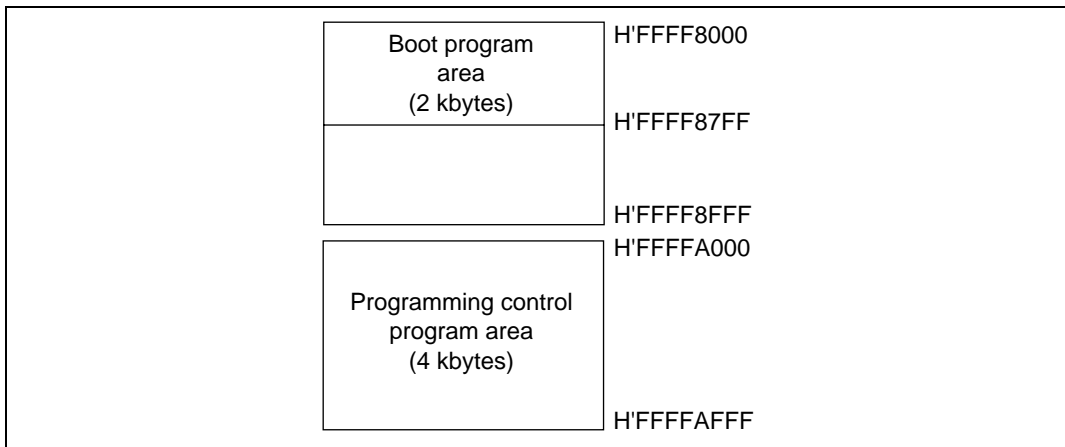 Boot program
area
(2 kbytes)
H'FFFF8000
H'FFFF87FF
H'FFFF8FFF
H'FFFFA000
Programming control
program area
(4 kbytes)
H'FFFFAFFF